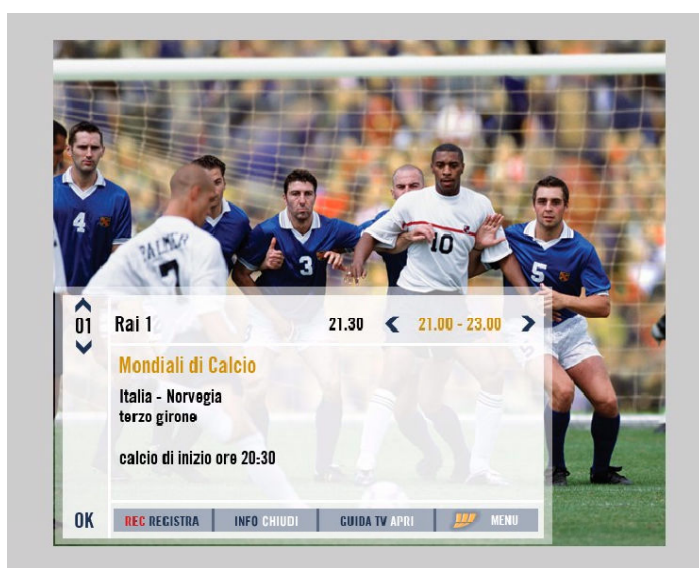 4
PALMER
7
3
10
5
01 Rai 1 21.30 21.00 - 23.00
Mondiali di Calcio
Italia - Norvegia
terzo girone
calcio di inizio ore 20:30
OK REC REGISTRA INFO CHIUDI GUIDA TV APRI MENU